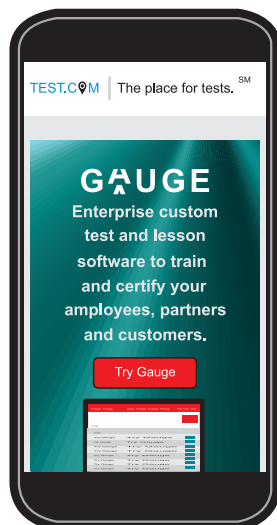 TEST.COM | The place for tests. SM
GAUGE
Enterprise custom
test and lesson
software to train
and certify your
amployees, partners
and customers.
Try Gauge